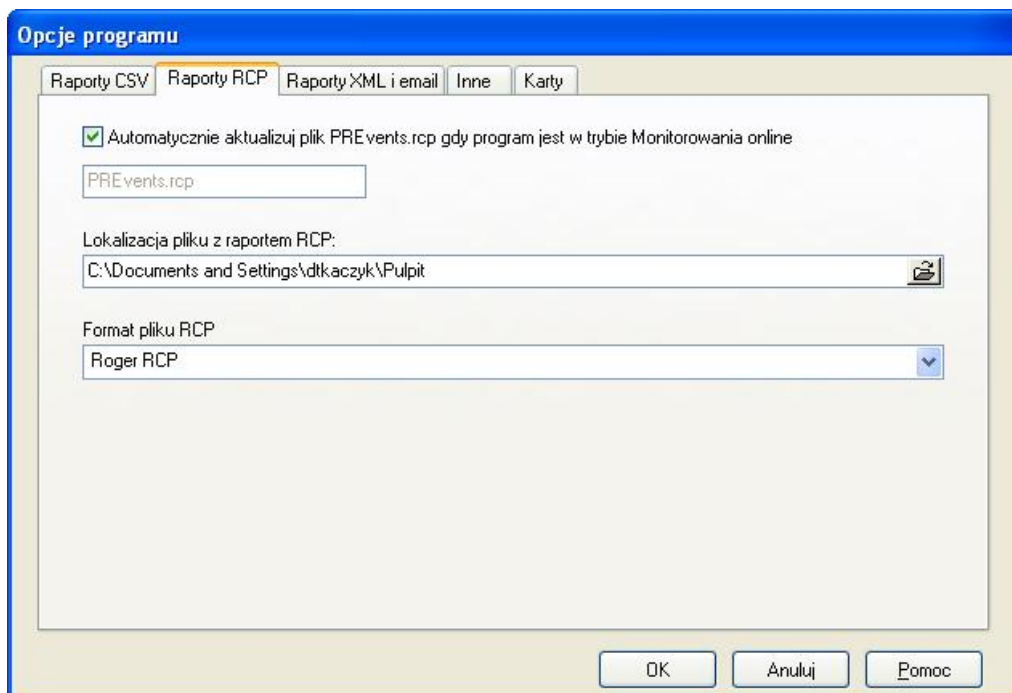 Opcje programu
Raporty CSV Raporty RCP Raporty XML i email Inne Karty
Automatycznie aktualizuj plik PREvents.rcp gdy program jest w trybie Monitorowania online
PREvents.rcp
Lokalizacja pliku z raportem RCP:
C:\Documents and Settings\dtkaczyk\Pulpit
Format pliku RCP
Roger RCP
OK Anuluj Pomoc